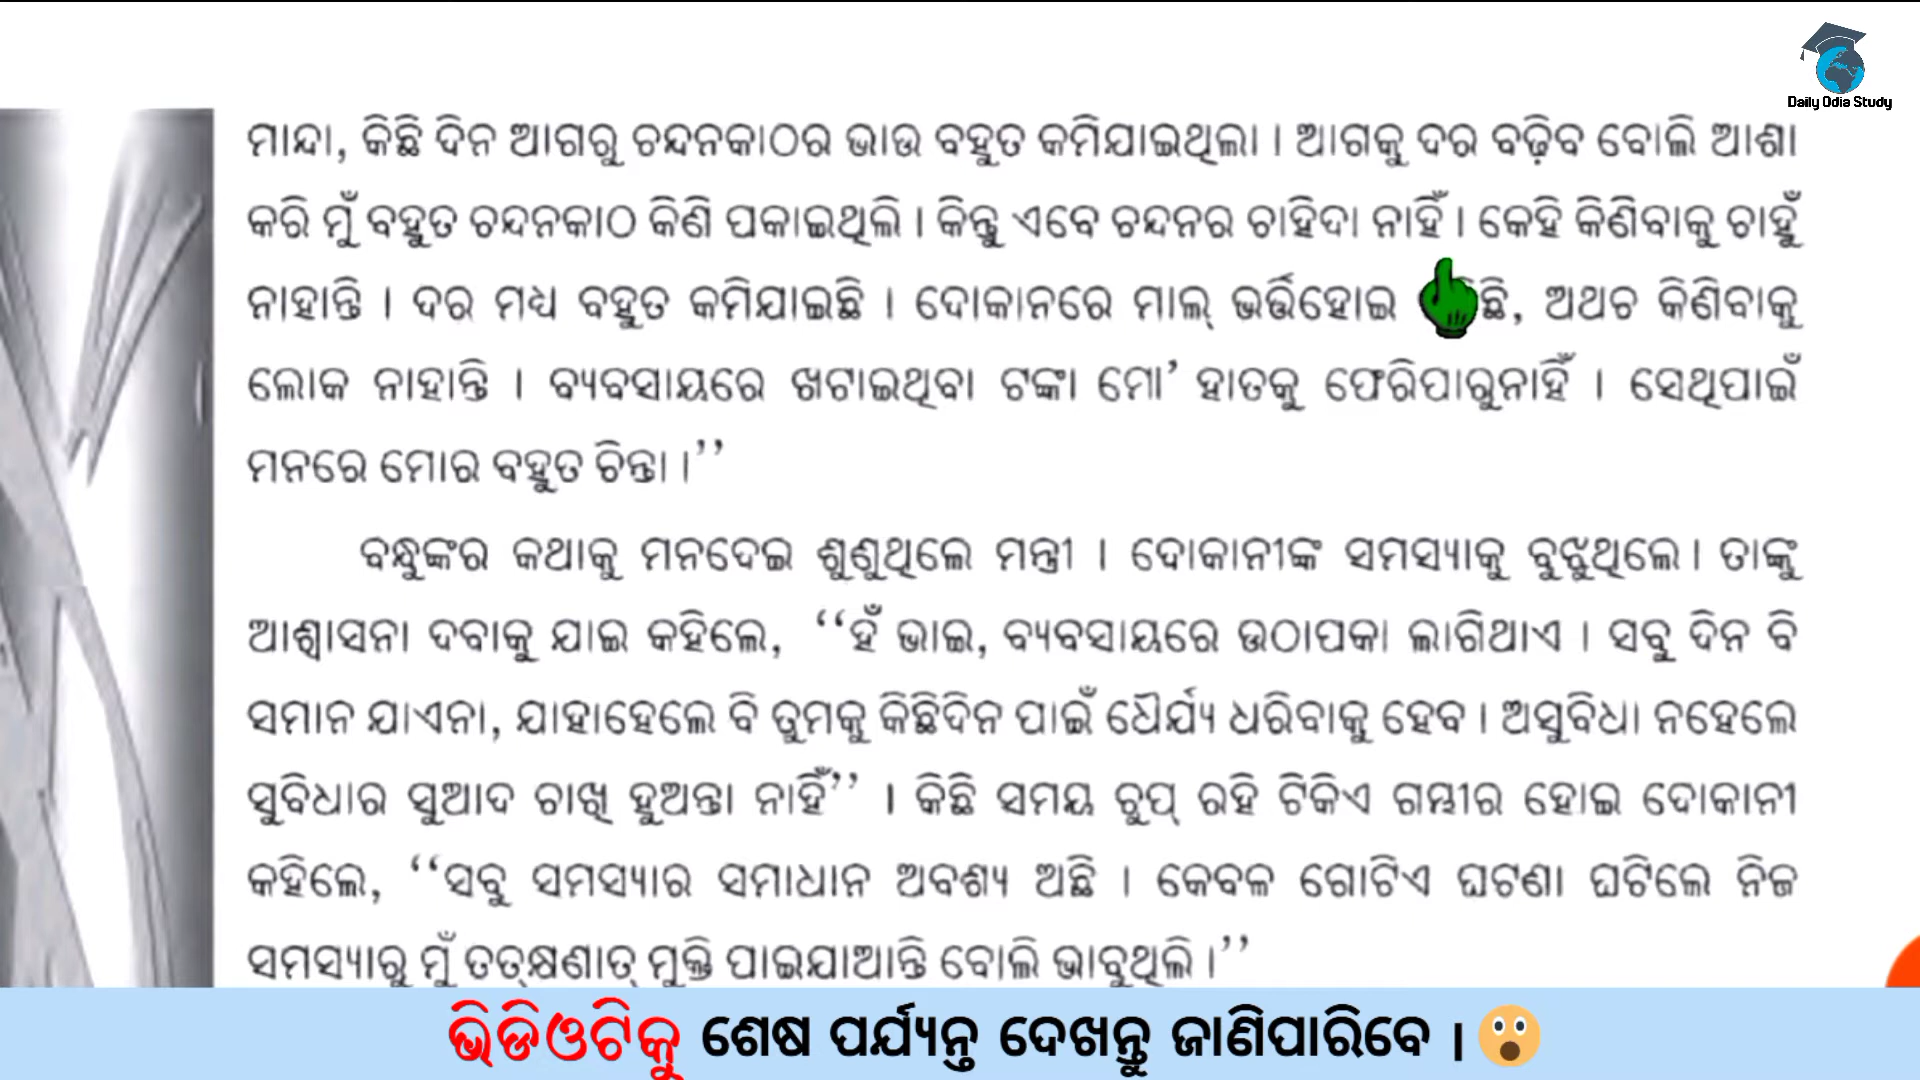 Daily Odia Study
ମାନ୍ଦା, କିଛି ଦିନ ଆଗରୁ ଚନ୍ଦନକାଠର ଭାଉ ବହୁତ କମିଯାଇଥିଲା । ଆଗକୁ ଦର ବଢ଼ିବ ବୋଲି ଆଶା
କରି ମୁଁ ବହୁତ ଚନ୍ଦନକାଠ କିଣି ପକାଇଥିଲି । କିନ୍ତୁ ଏବେ ଚନ୍ଦନର ଚାହିଦା ନାହିଁ । କେହି କିଣିବାକୁ ଚାହୁଁ
ନାହାନ୍ତି । ଦର ମଧ୍ୟ ବହୁତ କମିଯାଇଛି । ଦୋକାନରେ ମାଲ୍ ଭର୍ତ୍ତିହୋଇ ଅଥଚ କିଣିବାକୁ
ଲୋକ ନାହାନ୍ତି । ବ୍ୟବସାୟରେ ଖଟାଇଥିବା ଟଙ୍କା ମୋ’ ହାତକୁ ଫେରିପାରୁନାହିଁ । ସେଥିପାଇଁ
ମନରେ ମୋର ବହୁତ ଚିନ୍ତା ।’’
ବନ୍ଧୁଙ୍କର କଥାକୁ ମନଦେଇ ଶୁଣୁଥିଲେ ମନ୍ତ୍ରୀ । ଦୋକାନୀଙ୍କ ସମସ୍ୟାକୁ ବୁଝୁଥିଲେ । ତାଙ୍କୁ
ଆଶ୍ୱାସନା ଦବାକୁ ଯାଇ କହିଲେ, ‘‘ହଁ ଭାଇ, ବ୍ୟବସାୟରେ ଉଠାପକା ଲାଗିଥାଏ । ସବୁ ଦିନ ବି
ସମାନ ଯାଏନା, ଯାହାହେଲେ ବି ତୁମକୁ କିଛିଦିନ ପାଇଁ ଧୈର୍ଯ୍ୟ ଧରିବାକୁ ହେବ । ଅସୁବିଧା ନହେଲେ
ସୁବିଧାର ସୁଆଦ ଚାଖି ହୁଅନ୍ତା ନାହିଁ’’ । କିଛି ସମୟ ଚୁପ୍ ରହି ଟିକିଏ ଗମ୍ଭୀର ହୋଇ ଦୋକାନୀ
କହିଲେ, ‘‘ସବୁ ସମସ୍ୟାର ସମାଧାନ ଅବଶ୍ୟ ଅଛି । କେବଳ ଗୋଟିଏ ଘଟଣା ଘଟିଲେ ନିଜ
ସମସ୍ୟାରୁ ମୁଁ ତତ୍‌କ୍ଷଣାତ୍ ମୁକ୍ତି ପାଇଯାଆନ୍ତି ବୋଲି ଭାବୁଥିଲି ।’’
ଭିଡିଓଟିକୁ ଶେଷ ପର୍ଯ୍ୟନ୍ତ ଦେଖନ୍ତୁ ଜାଣିପାରିବେ ।